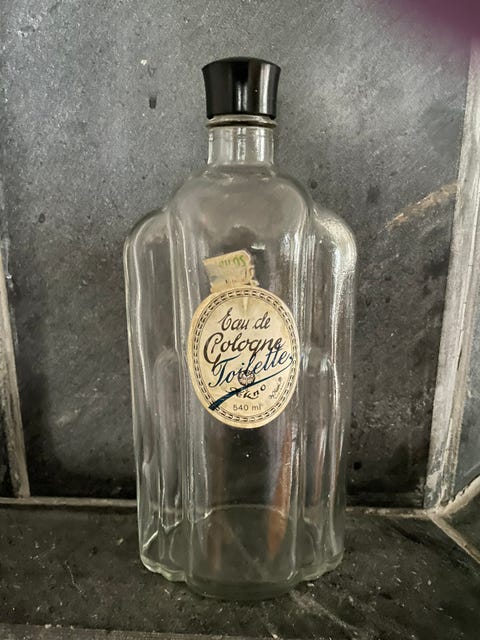 Eau de
Cologne
Toilette
540 ml